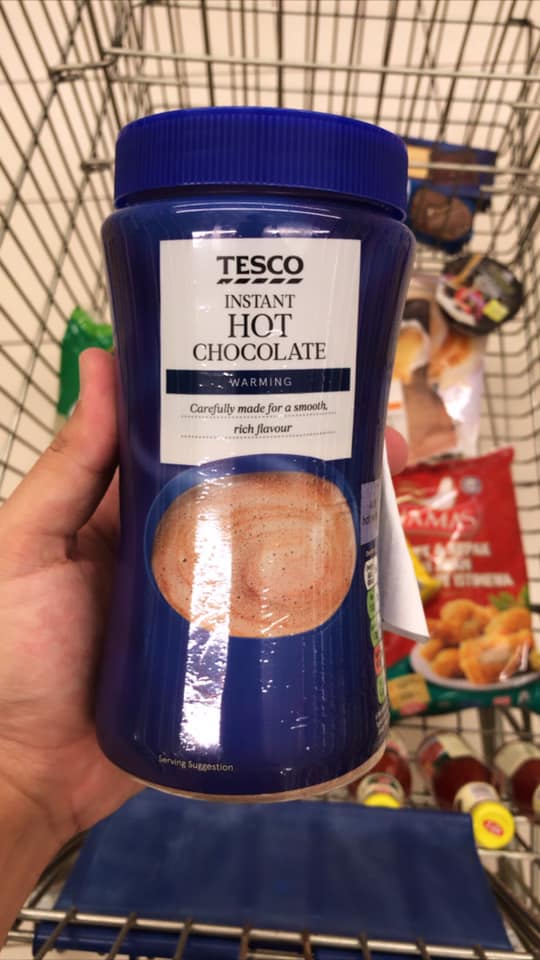 TESCO
INSTANT
HOT
CHOCOLATE
WARMING
Carefully made for a smooth,
rich flavour
Serving Suggestion